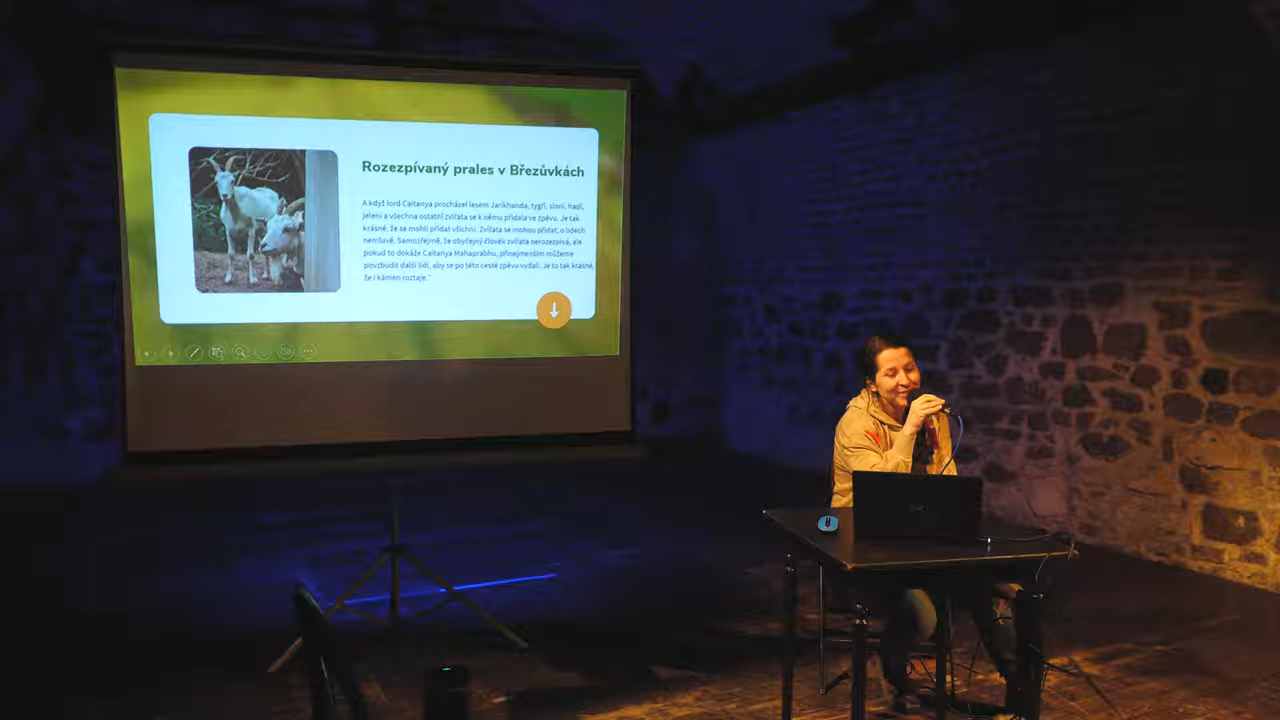 Rozezpívaný prales v Březůvkách
A když lord Caitanya procházel lesem Jarikhanda, tygři, sloni, hadi,
jeleni a všechna ostatní zvířata se k němu přidala ve zpěvu. Je tak
krásné, že se mohli přidat všichni. Zvířata se mohou přidat, o lidech
nemluvě. Samozřejmě, že obyčejný člověk zvířata nerozezpívá, ale
pokud to dokáže Caitanya Mahaprabhu, přinejmenším můžeme
povzbudit další lidi, aby se po této cestě zpěvu vydali. Je to tak krásné,
že i kámen roztaje."